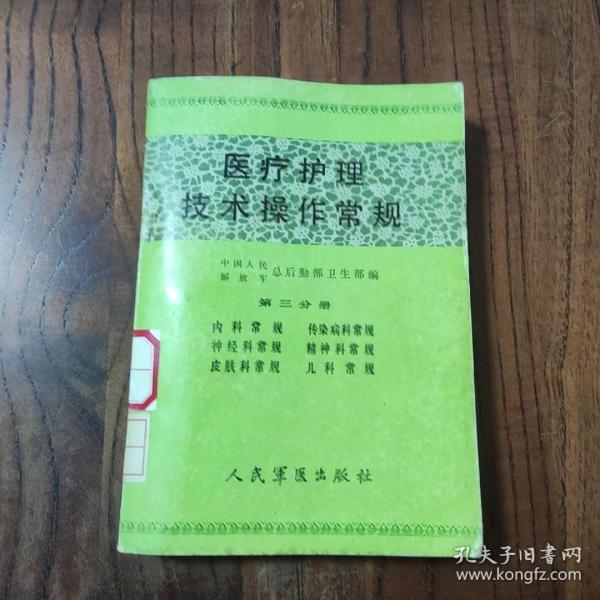 医疗护理
技术操作常规
中国人民
解放军 总后勤部卫生部编
第三分册
内科常规 传染病科常规
神经科常规 精神科常规
皮肤科常规 儿科常规
人民軍医出版社
孔夫子旧書网
www.kongfz.com